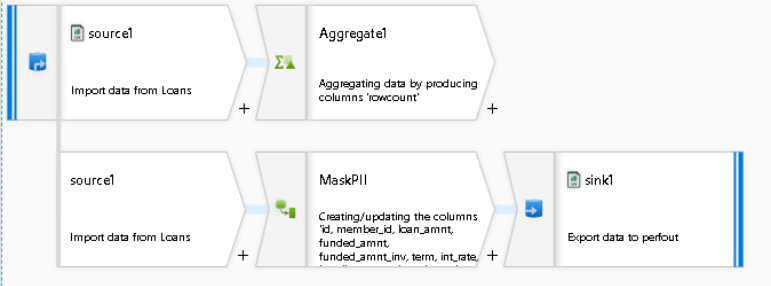 source1
Import data from Loans
+
Aggregate1
Aggregating data by producing
columns 'rowcount'
+
source1
Import data from Loans
+
MaskPII
Creating/updating the columns
'id, member_id, loan_amnt,
funded_amnt,
funded_amnt_inv, term, int_rate,
+
sink1
Export data to perfout